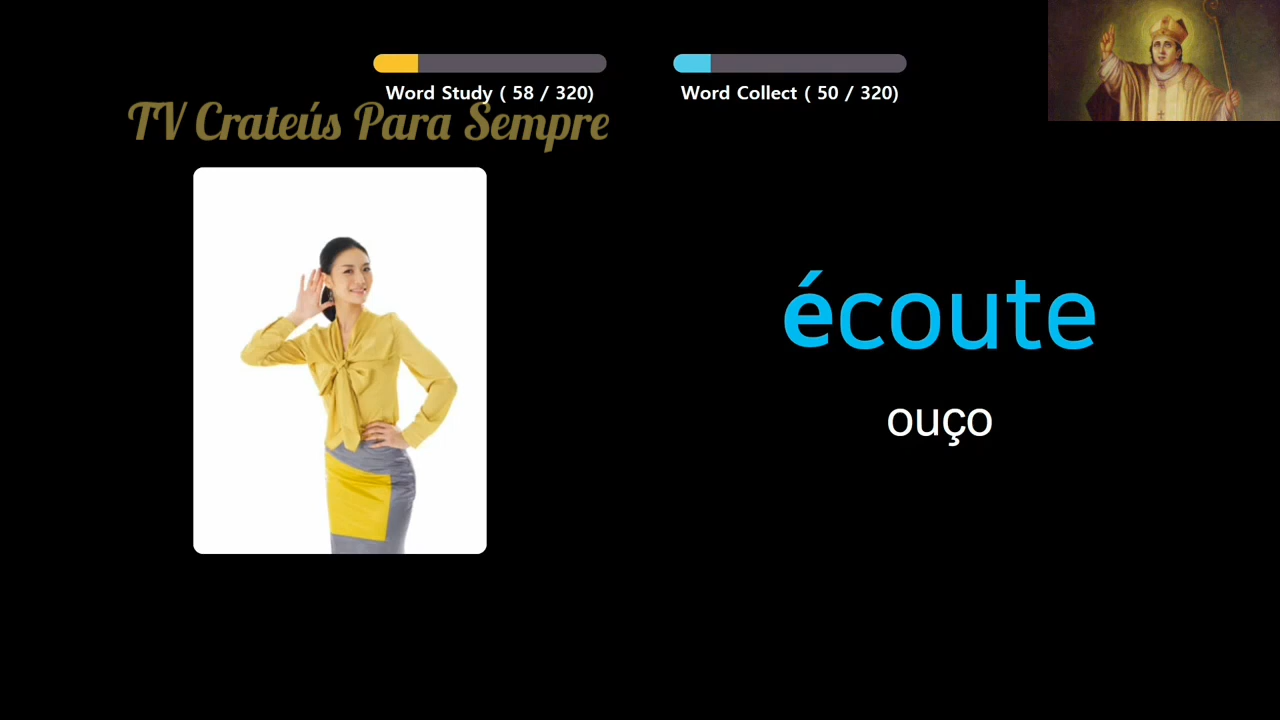 Word Study ( 58 / 320)
Word Collect ( 50 / 320)
TV Crateús Para Sempre
écoute
ouço